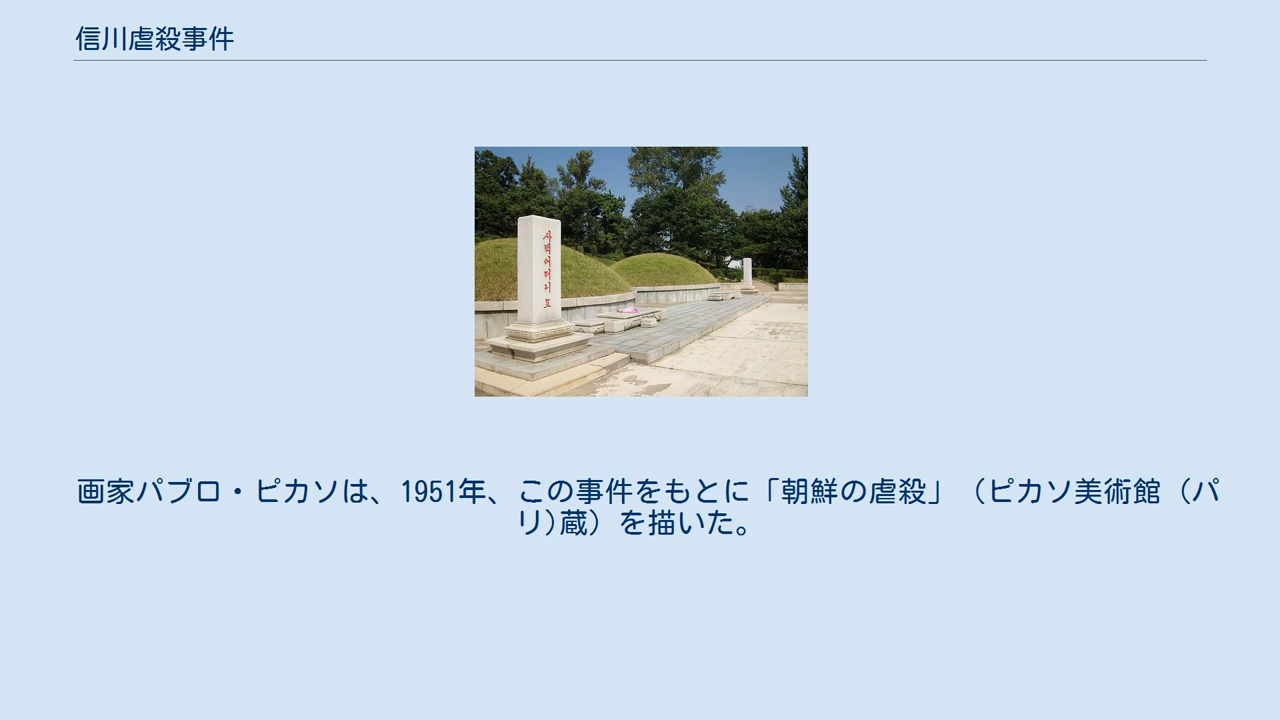 信川虐殺事件
사백어머니묘
画家パブロ・ピカソは、1951年、この事件をもとに「朝鮮の虐殺」（ピカソ美術館（パ
リ)蔵）を描いた。